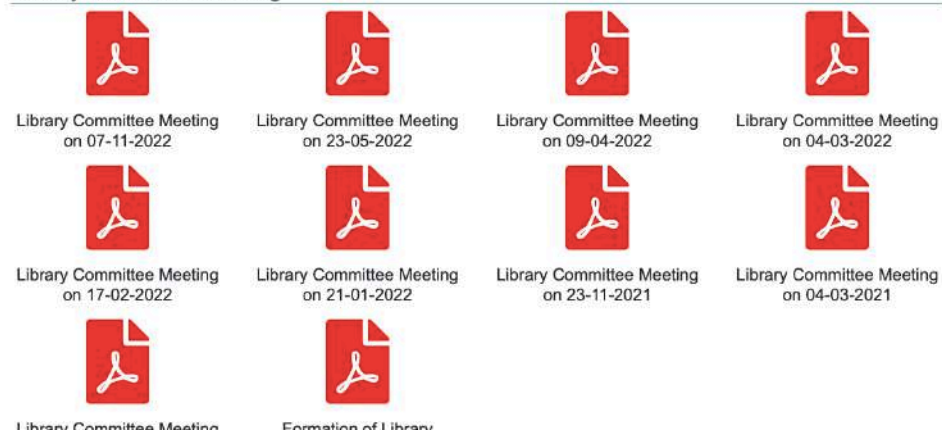 Library Committee Meeting
on 07-11-2022
Library Committee Meeting
on 23-05-2022
Library Committee Meeting
on 09-04-2022
Library Committee Meeting
on 04-03-2022
Library Committee Meeting
on 17-02-2022
Library Committee Meeting
on 21-01-2022
Library Committee Meeting
on 23-11-2021
Library Committee Meeting
on 04-03-2021
Library Committee Meeting
Formation of Library